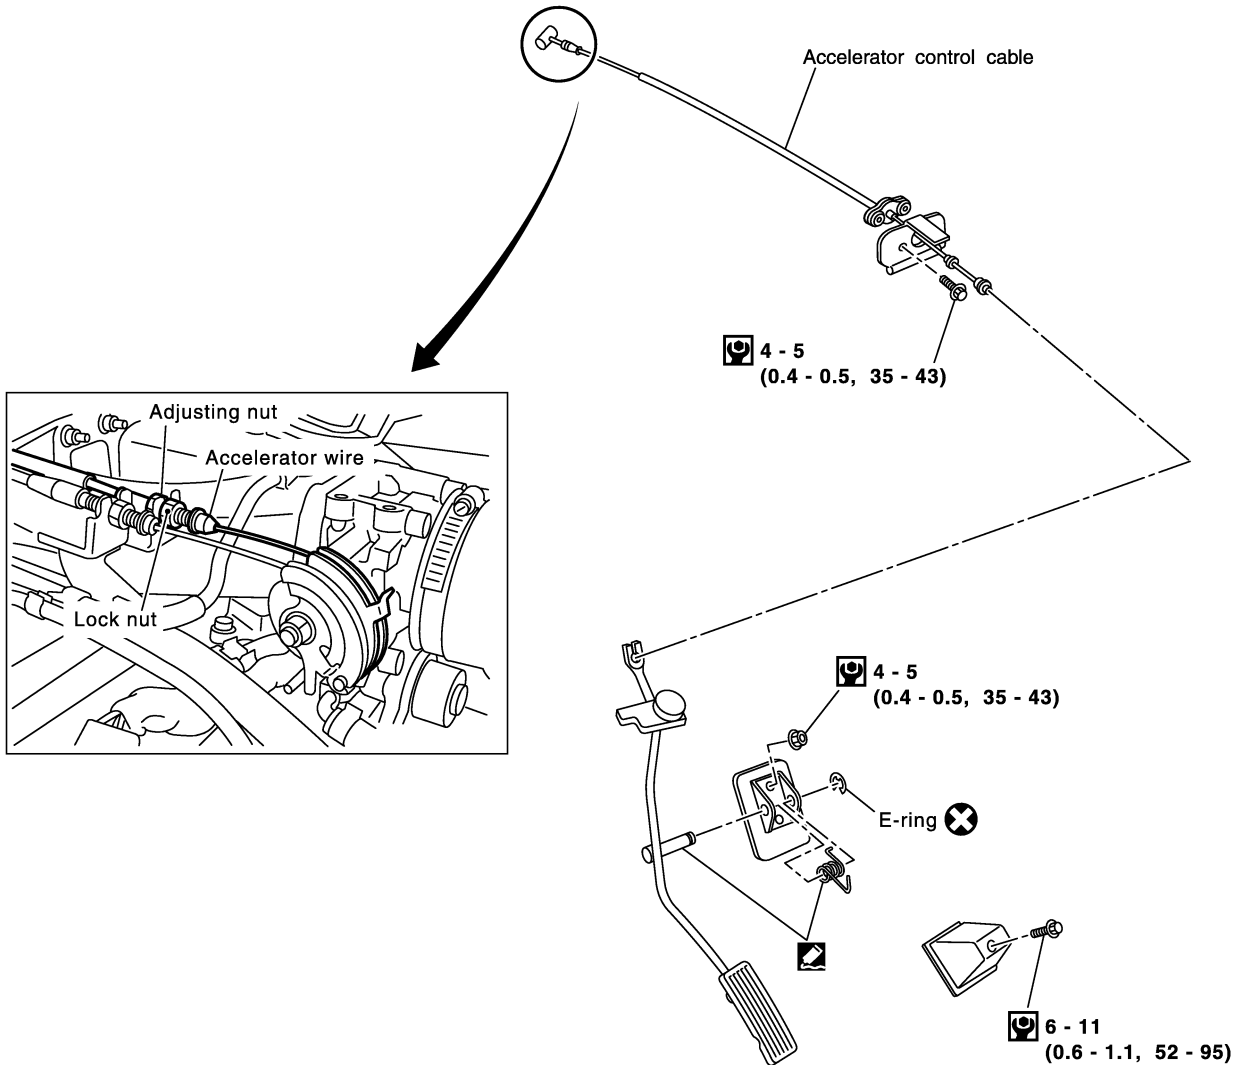 Accelerator control cable
4 - 5
(0.4 - 0.5, 35 - 43)
Adjusting nut
Accelerator wire
Lock nut
4 - 5
(0.4 - 0.5, 35 - 43)
E-ring
6 - 11
(0.6 - 1.1, 52 - 95)